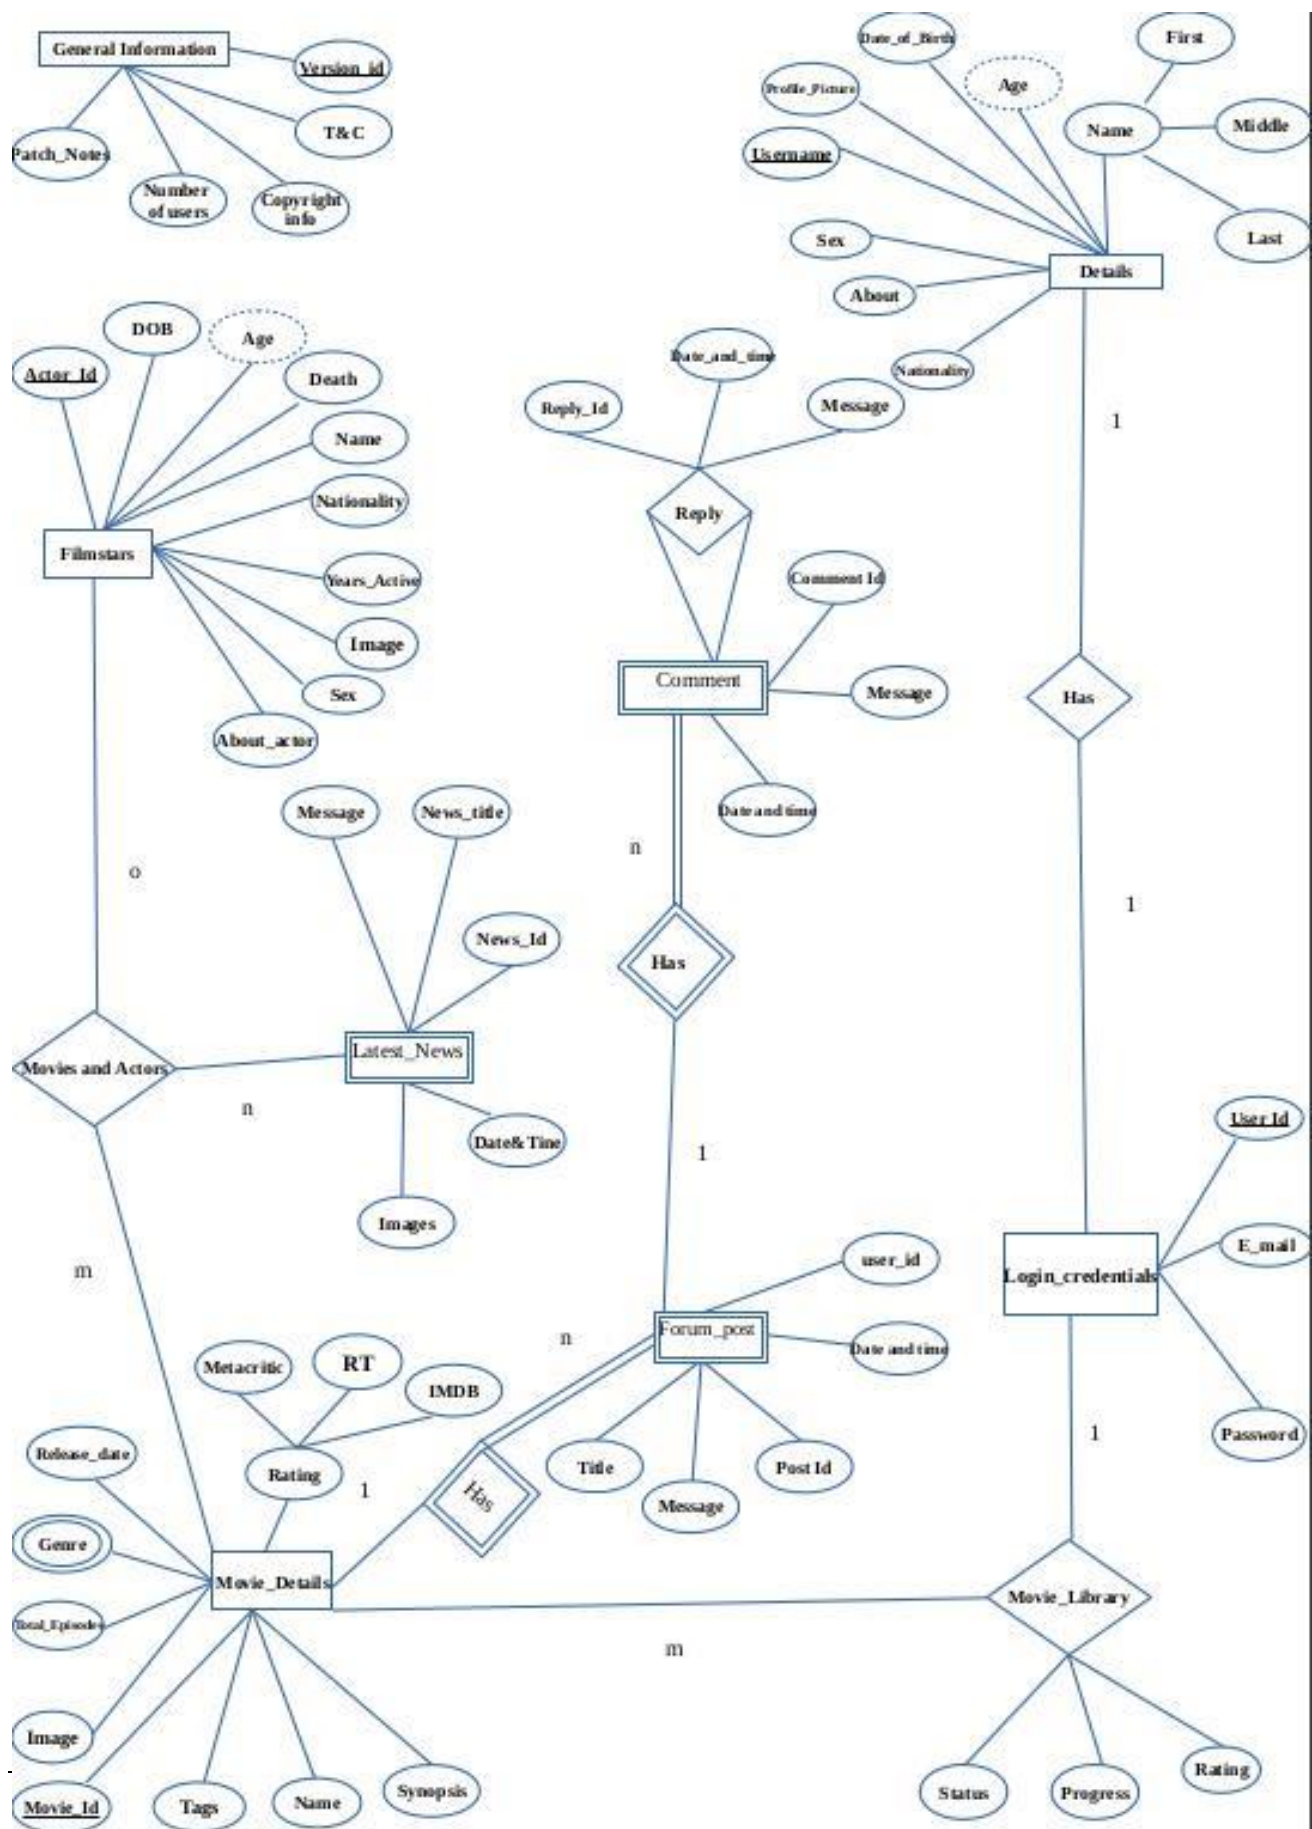 General Information
Version_id
T&C
Patch_Notes
Number
of users
Copyright
info
Date_of_Birth
Age
First
Profile_Picture
Name
Middle
Username
Last
Sex
Details
About
Nationality
DOB
Age
Actor_Id
Death
Name
Nationality
Filmstars
Years_Active
Image
Sex
About_actor
Date_and_time
Reply_Id
Message
Reply
1
Comment Id
Comment
Message
Has
Date and time
n
Has
1
1
Message
News_title
o
News_Id
Latest_News
Movies and Actors
n
Date& Tine
Images
m
User Id
E_mail
Login_credentials
Password
1
user_id
Forum_post
Date and time
n
Title
Post Id
Message
Metacritic
RT
IMDB
Release_date
Rating
1
Has
Genre
Movie_Details
Total_Episodes
Movie_Library
m
Image
Movie_Id
Tags
Name
Synopsis
Status
Progress
Rating